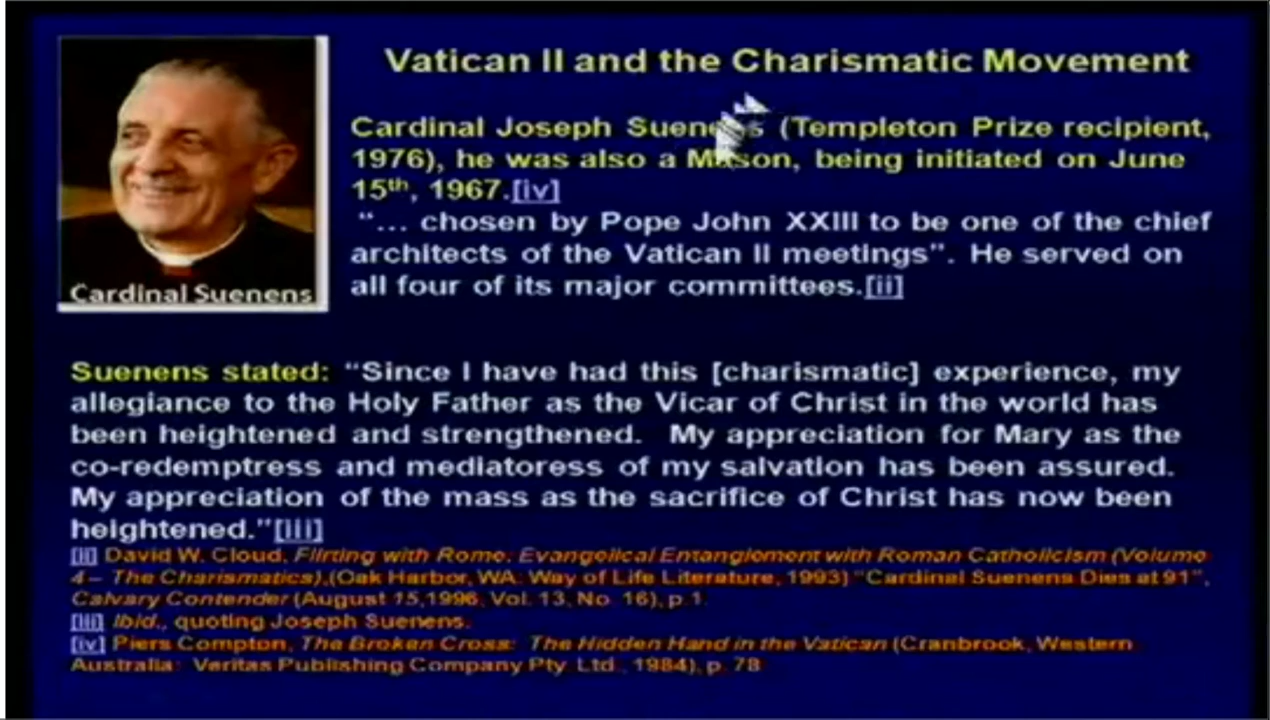 Vatican II and the Charismatic Movement
Cardinal Joseph Suenens (Templeton Prize recipient,
1976), he was also a Mason, being initiated on June
15th, 1967.[iv]
"... chosen by Pope John XXIII to be one of the chief
architects of the Vatican II meetings". He served on
all four of its major committees.[ii]
Cardinal Suenens
Suenens stated: "Since I have had this [charismatic] experience, my
allegiance to the Holy Father as the Vicar of Christ in the world has
been heightened and strengthened. My appreciation for Mary as the
co-redemptress and mediatoress of my salvation has been assured.
My appreciation of the mass as the sacrifice of Christ has now been
heightened."[iii]
[ii] David W. Cloud. Flirting with Rome. Evangelical Entanglement with Roman Catholicism (Volume
4 – The Charismatics),(Oak Harbor, WA: Way of Life Literature, 1993) "Cardinal Suenens Dies at 91",
Calvary Contender (August 15,1996, Vol. 13, No. 16), p.1.
[iii] Ibid., quoting Joseph Suenens.
[iv] Piers Compton, The Broken Cross: The Hidden Hand in the Vatican (Cranbrook, Western
Australia: Veritas Publishing Company Pty. Ltd., 1984), p. 78